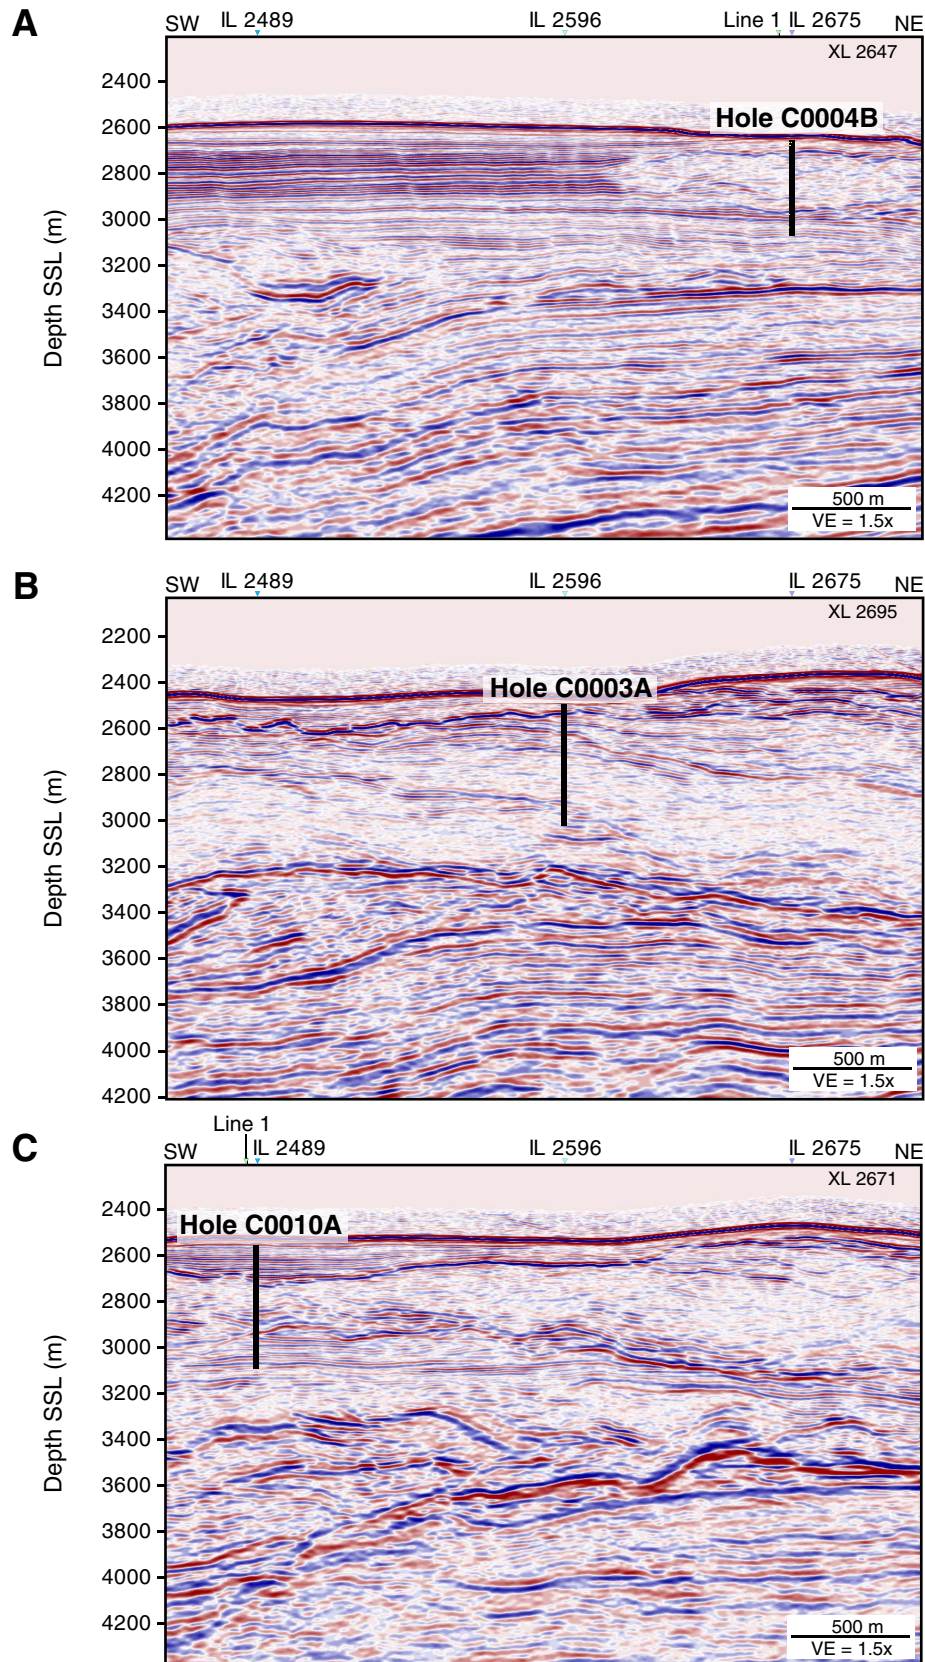 A
SW IL 2489 IL 2596 Line 1 IL 2675 NE
XL 2647
Hole C0004B
2400
2600
2800
3000
3200
3400
3600
3800
4000
4200
Depth SSL (m)
500 m
VE = 1.5x
B
SW IL 2489 IL 2596 IL 2675 NE
XL 2695
Hole C0003A
2200
2400
2600
2800
3000
3200
3400
3600
3800
4000
4200
Depth SSL (m)
500 m
VE = 1.5x
Line 1
C
SW IL 2489 IL 2596 IL 2675 NE
XL 2671
Hole C0010A
2400
2600
2800
3000
3200
3400
3600
3800
4000
4200
Depth SSL (m)
500 m
VE = 1.5x